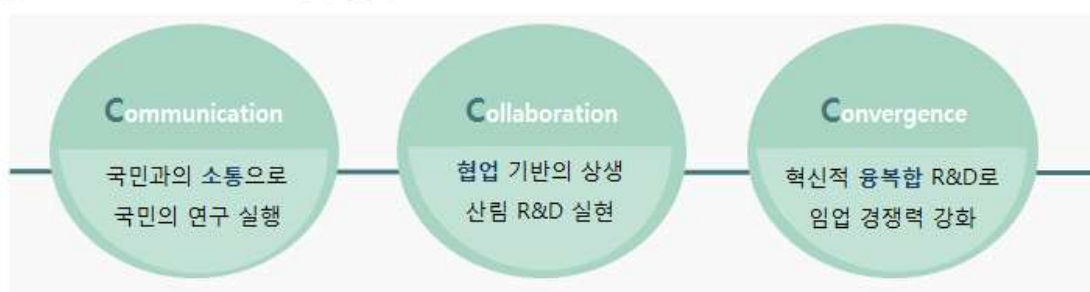 Communication
국민과의 소통으로
국민의 연구 실행
Collaboration
협업 기반의 상생
산림 R&D 실현
Convergence
혁신적 융복합 R&D로
임업 경쟁력 강화